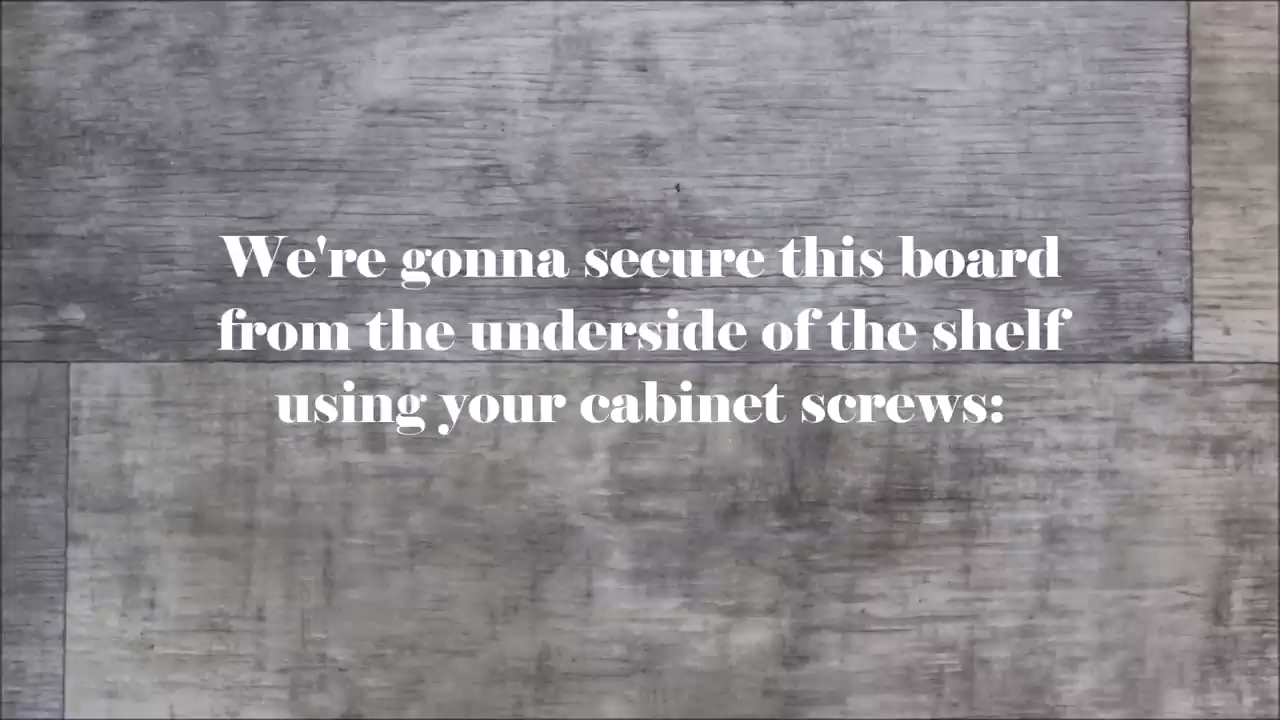 We're gonna secure this board
from the underside of the shelf
using your cabinet screws: